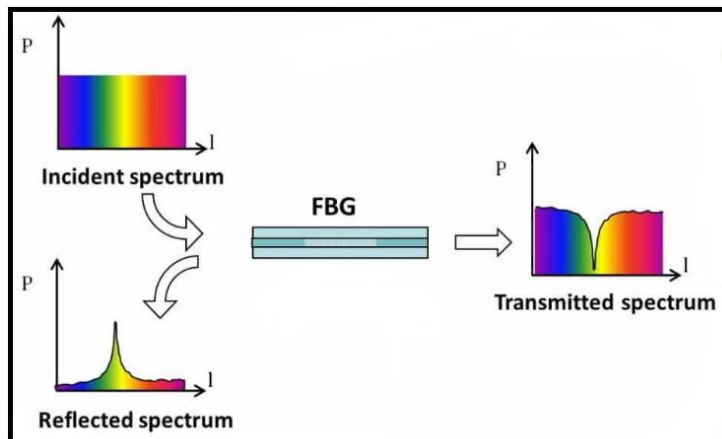 P
l
Incident spectrum
FBG
P
l
Transmitted spectrum
P
l
Reflected spectrum